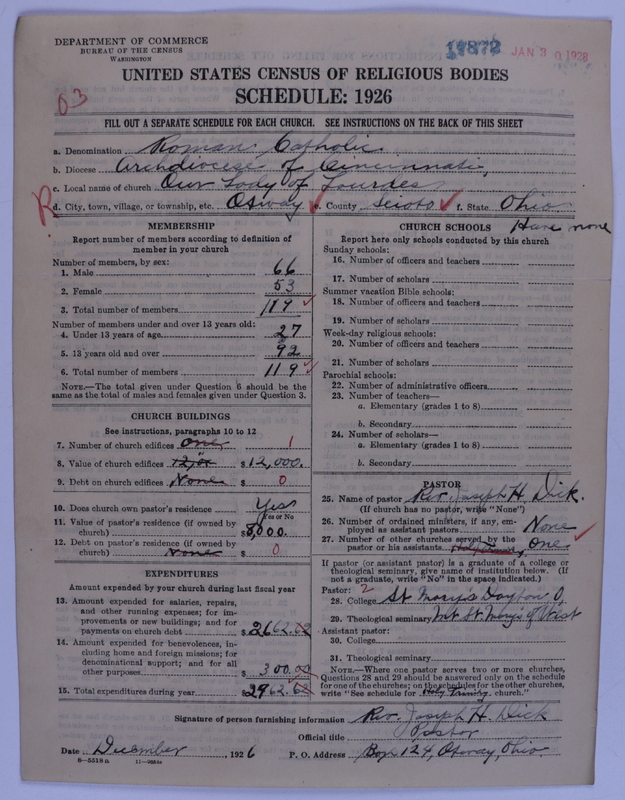 DEPARTMENT OF COMMERCE
BUREAU OF THE CENSUS
WASHINGTON
JAN 30 1928
UNITED STATES CENSUS OF RELIGIOUS BODIES
SCHEDULE: 1926
03
FILL OUT A SEPARATE SCHEDULE FOR EACH CHURCH. SEE INSTRUCTIONS ON THE BACK OF THIS SHEET
a. Denomination Roman Catholic
b. Diocese Archdiocese of Cincinnati,
c. Local name of church Our Lady of Lourdes
R d. City, town, village, or township, etc. Otway e. County Scioto f. State Ohio
MEMBERSHIP
Report number of members according to definition of
member in your church
Number of members, by sex:
1. Male 66
2. Female 53
3. Total number of members 119
Number of members under and over 13 years old:
4. Under 13 years of age 27
5. 13 years old and over 92
6. Total number of members 119
NOTE.—The total given under Question 6 should be
same as the total of males and females given under Question 3.
CHURCH BUILDINGS
See instructions, paragraphs 10 to 12
7. Number of church edifices One 1
8. Value of church edifices $12,000.
9. Debt on church edifices None $ 0
10. Does church own pastor's residence Yes
Yes or No
11. Value of pastor's residence (if owned by
church) $8,000.
12. Debt on pastor's residence (if owned by
church) None $ 0
EXPENDITURES
Amount expended by your church during last fiscal year
13. Amount expended for salaries, repairs,
and other running expenses; for im-
provements or new buildings; and for
payments on church debt $2662.42
14. Amount expended for benevolences, in-
cluding home and foreign missions; for
denominational support; and for all
other purposes $300.00
15. Total expenditures during year $2962.
CHURCH SCHOOLS Have none
Report here only schools conducted by this church
Sunday schools:
16. Number of officers and teachers
17. Number of scholars
Summer vacation Bible schools:
18. Number of officers and teachers
19. Number of scholars
Week-day religious schools:
20. Number of officers and teachers
21. Number of scholars
Parochial schools:
22. Number of administrative officers
23. Number of teachers—
a. Elementary (grades 1 to 8)
b. Secondary
24. Number of scholars—
a. Elementary (grades 1 to 8)
b. Secondary
PASTOR
25. Name of pastor Rev. Joseph H. Dick.
(If church has no pastor, write "None")
26. Number of ordained ministers, if any, em-
ployed as assistant pastors None
27. Number of other churches served by the
pastor or his assistants One
If pastor (or assistant pastor) is a graduate of a college or
theological seminary, give name of institution below. (If
not a graduate, write "No" in the space indicated.)
Pastor: 2
28. College St Mary's Dayton O.
29. Theological seminary Mt St. Mary's of West
Assistant pastor:
30. College
31. Theological seminary
NOTE.—Where one pastor serves two or more churches,
Questions 28 and 29 should be answered only on the schedule
for one of the churches; on the schedules for the other churches,
write "See schedule for Holy Trinity church."
Signature of person furnishing information Rev. Joseph H. Dick
Official title Pastor
Date December, 1926 P. O. Address Box 124, Otway, Ohio.
8—5518a